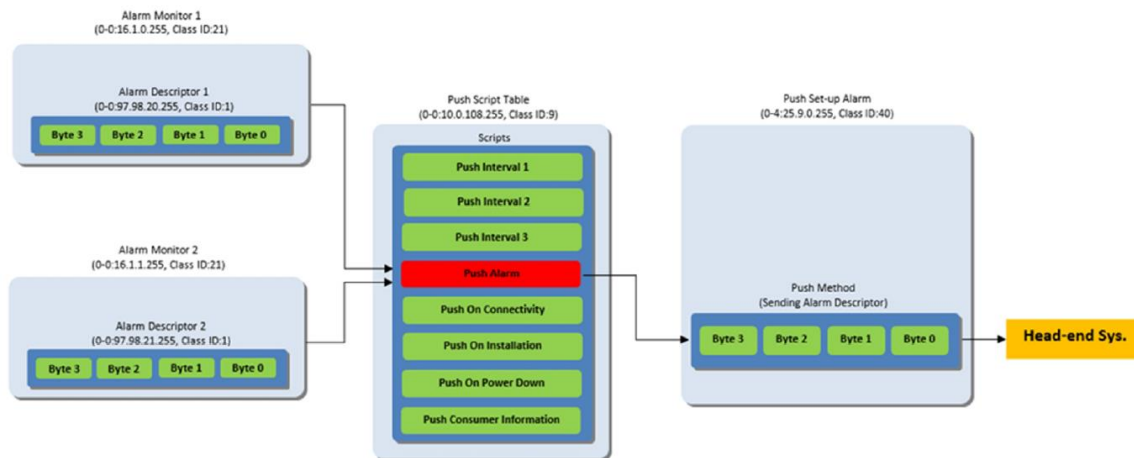 Alarm Monitor 1
(0-0:16.1.0.255, Class ID:21)
Alarm Descriptor 1
(0-0:97.98.20.255, Class ID:1)
Byte 3 Byte 2 Byte 1 Byte 0
Alarm Monitor 2
(0-0:16.1.1.255, Class ID:21)
Alarm Descriptor 2
(0-0:97.98.21.255, Class ID:1)
Byte 3 Byte 2 Byte 1 Byte 0
Push Script Table
(0-0:10.0.108.255, Class ID:9)
Scripts
Push Interval 1
Push Interval 2
Push Interval 3
Push Alarm
Push On Connectivity
Push On Installation
Push On Power Down
Push Consumer Information
Push Set-up Alarm
(0-4:25.9.0.255, Class ID:40)
Push Method
(Sending Alarm Descriptor)
Byte 3 Byte 2 Byte 1 Byte 0
Head-end Sys.